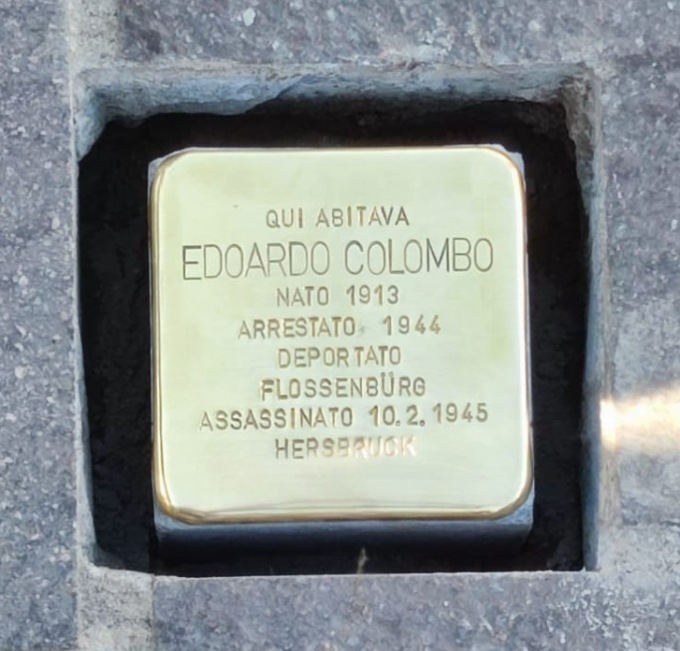 QUI ABITAVA
EDOARDO COLOMBO
NATO 1913
ARRESTATO 1944
DEPORTATO
FLOSSENBÜRG
ASSASSINATO 10.2.1945
HERSBRUCK